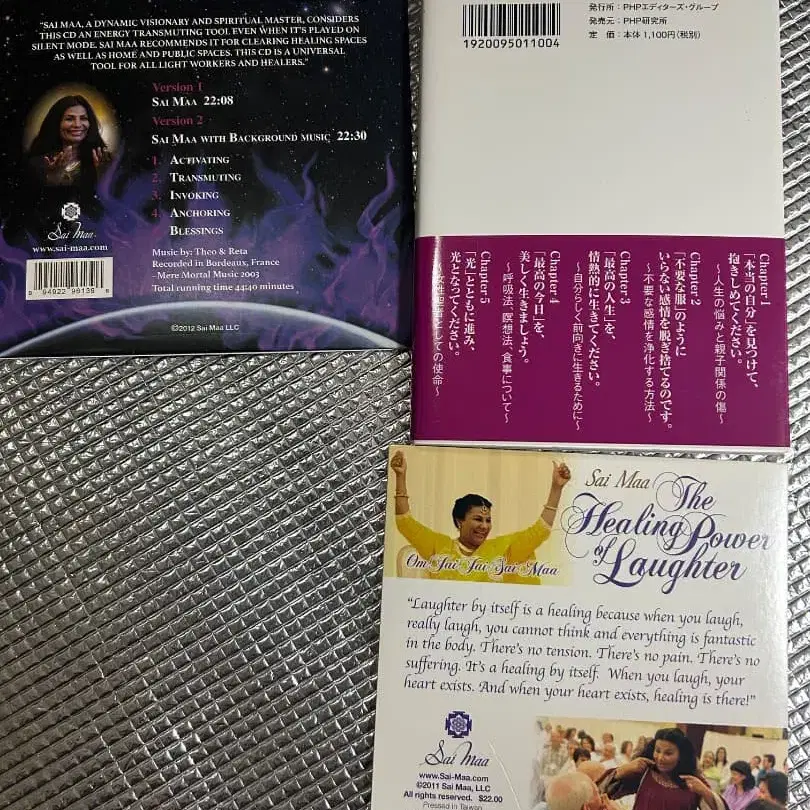 "SAI MAA, A DYNAMIC VISIONARY AND SPIRITUAL MASTER, CONSIDERS
THIS CD AN ENERGY TRANSMUTING TOOL EVEN WHEN IT'S PLAYED ON
SILENT MODE. SAI MAA RECOMMENDS IT FOR CLEARING HEALING SPACES
AS WELL AS HOME AND PUBLIC SPACES. THIS CD IS A UNIVERSAL
TOOL FOR ALL LIGHT WORKERS AND HEALERS."
Version 1
SAI MAA 22:08
Version 2
SAI MAA WITH BACKGROUND MUSIC 22:30
1. ACTIVATING
2. TRANSMUTING
3. INVOKING
4. ANCHORING
BLESSINGS
Sai Maa
www.sai-maa.com
Music by: Theo & Reta
Recorded in Bordeaux, France
~Mere Mortal Music 2003
Total running time 44:40 minutes
©2012 Sai Maa LLC
1920095011004
発行所：PHPエディターズ・グループ
発売元：PHP研究所
定 価：本体 1,100円(税別)
Chapter 1
「本当の自分」を見つけて、
抱きしめてください。
～人生の悩みと親子関係の傷～
Chapter 2
「不要な服」のように
いらない感情を脱ぎ捨てるのです。
～不要な感情を浄化する方法～
Chapter 3
「最高の人生」を、
情熱的に生きてください。
～自分らしく前向きに生きるために～
Chapter 4
「最高の今日」を、
美しく生きましょう。
～呼吸法、瞑想法、食事について～
Chapter 5
「光」とともに進み、
光となってください。
～女性聖者としての使命～
Sai Maa The
Healing Power
of Laughter
Om Jai Jai Sai Maa
"Laughter by itself is a healing because when you laugh,
really laugh, you cannot think and everything is fantastic
in the body. There's no tension. There's no pain. There's no
suffering. It's a healing by itself. When you laugh, your
heart exists. And when your heart exists, healing is there!"
Sai Maa
www.Sai-Maa.com
©2011 Sai Maa, LLC
All rights reserved. $22.00
Pressed in Taiwan